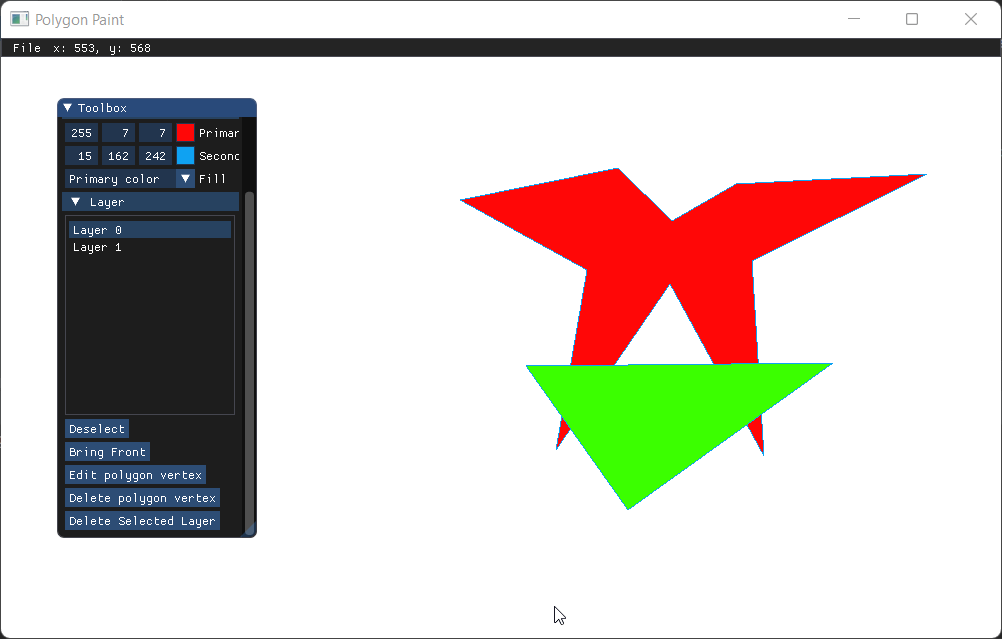 Polygon Paint
File x: 553, y: 568
Toolbox
255 7 7 Primar
15 162 242 Secon
Primary color Fill
Layer
Layer 0
Layer 1
Deselect
Bring Front
Edit polygon vertex
Delete polygon vertex
Delete Selected Layer